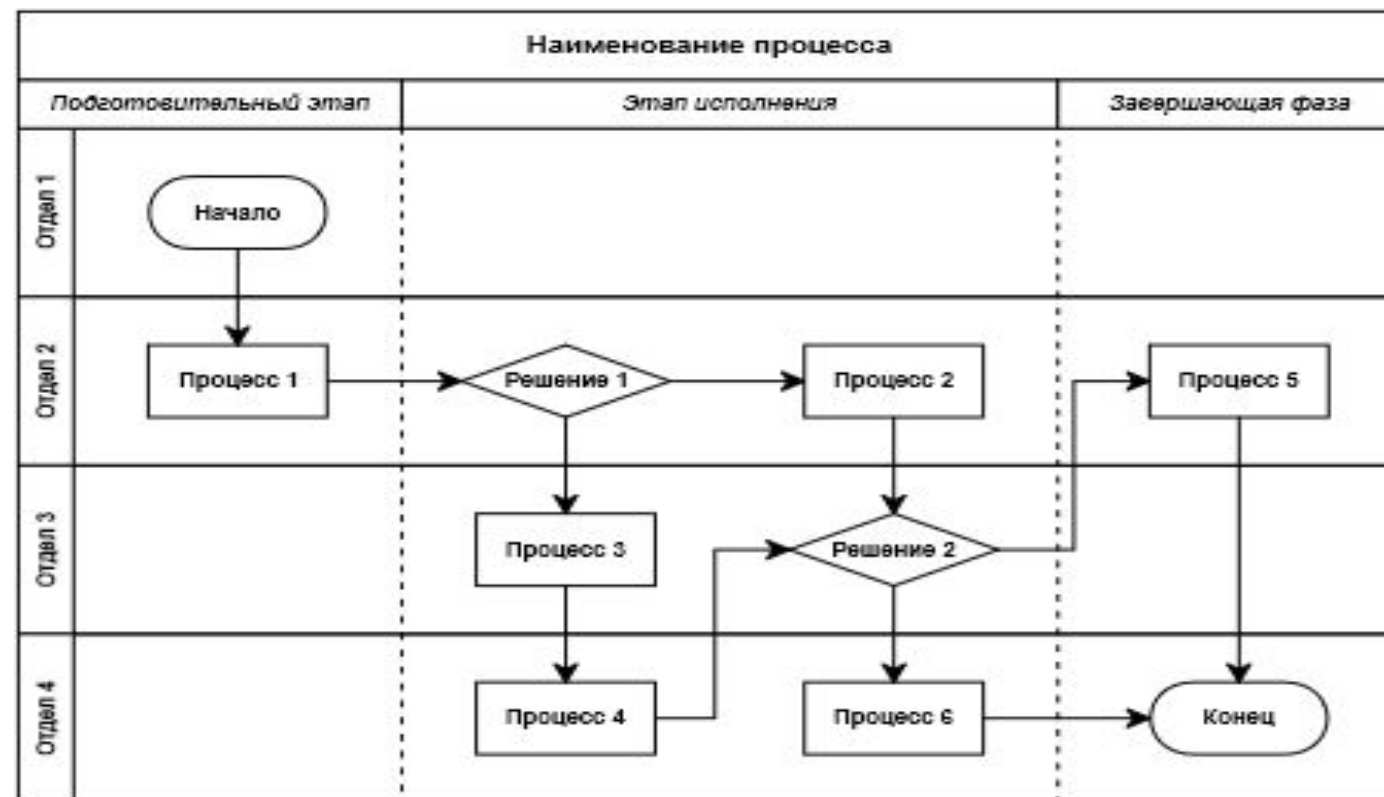 Наименование процесса
Подготовительный этап
Этап исполнения
Завершающая фаза
Отдел 1
Начало
Отдел 2
Процесс 1
Решение 1
Процесс 2
Процесс 5
Отдел 3
Процесс 3
Решение 2
Отдел 4
Процесс 4
Процесс 6
Конец